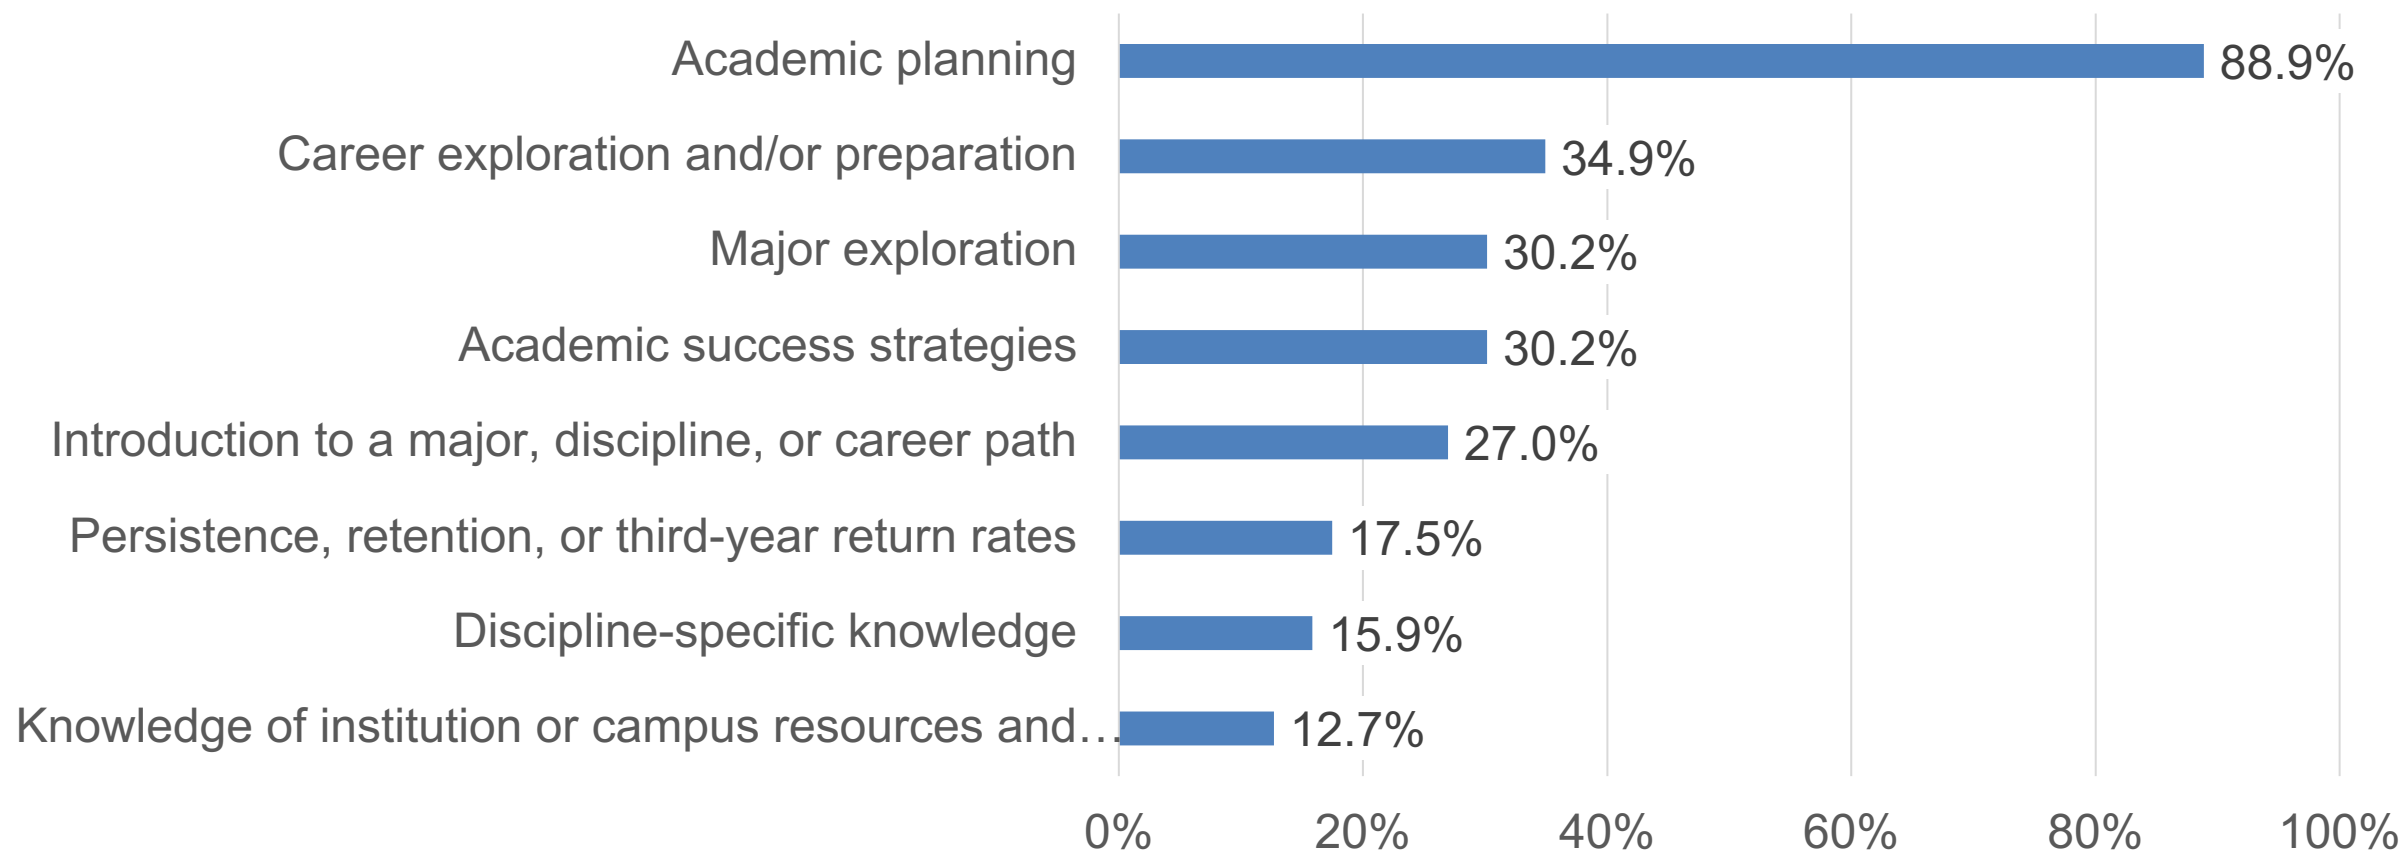 Academic planning 88.9%
Career exploration and/or preparation 34.9%
Major exploration 30.2%
Academic success strategies 30.2%
Introduction to a major, discipline, or career path 27.0%
Persistence, retention, or third-year return rates 17.5%
Discipline-specific knowledge 15.9%
Knowledge of institution or campus resources and… 12.7%
0% 20% 40% 60% 80% 100%